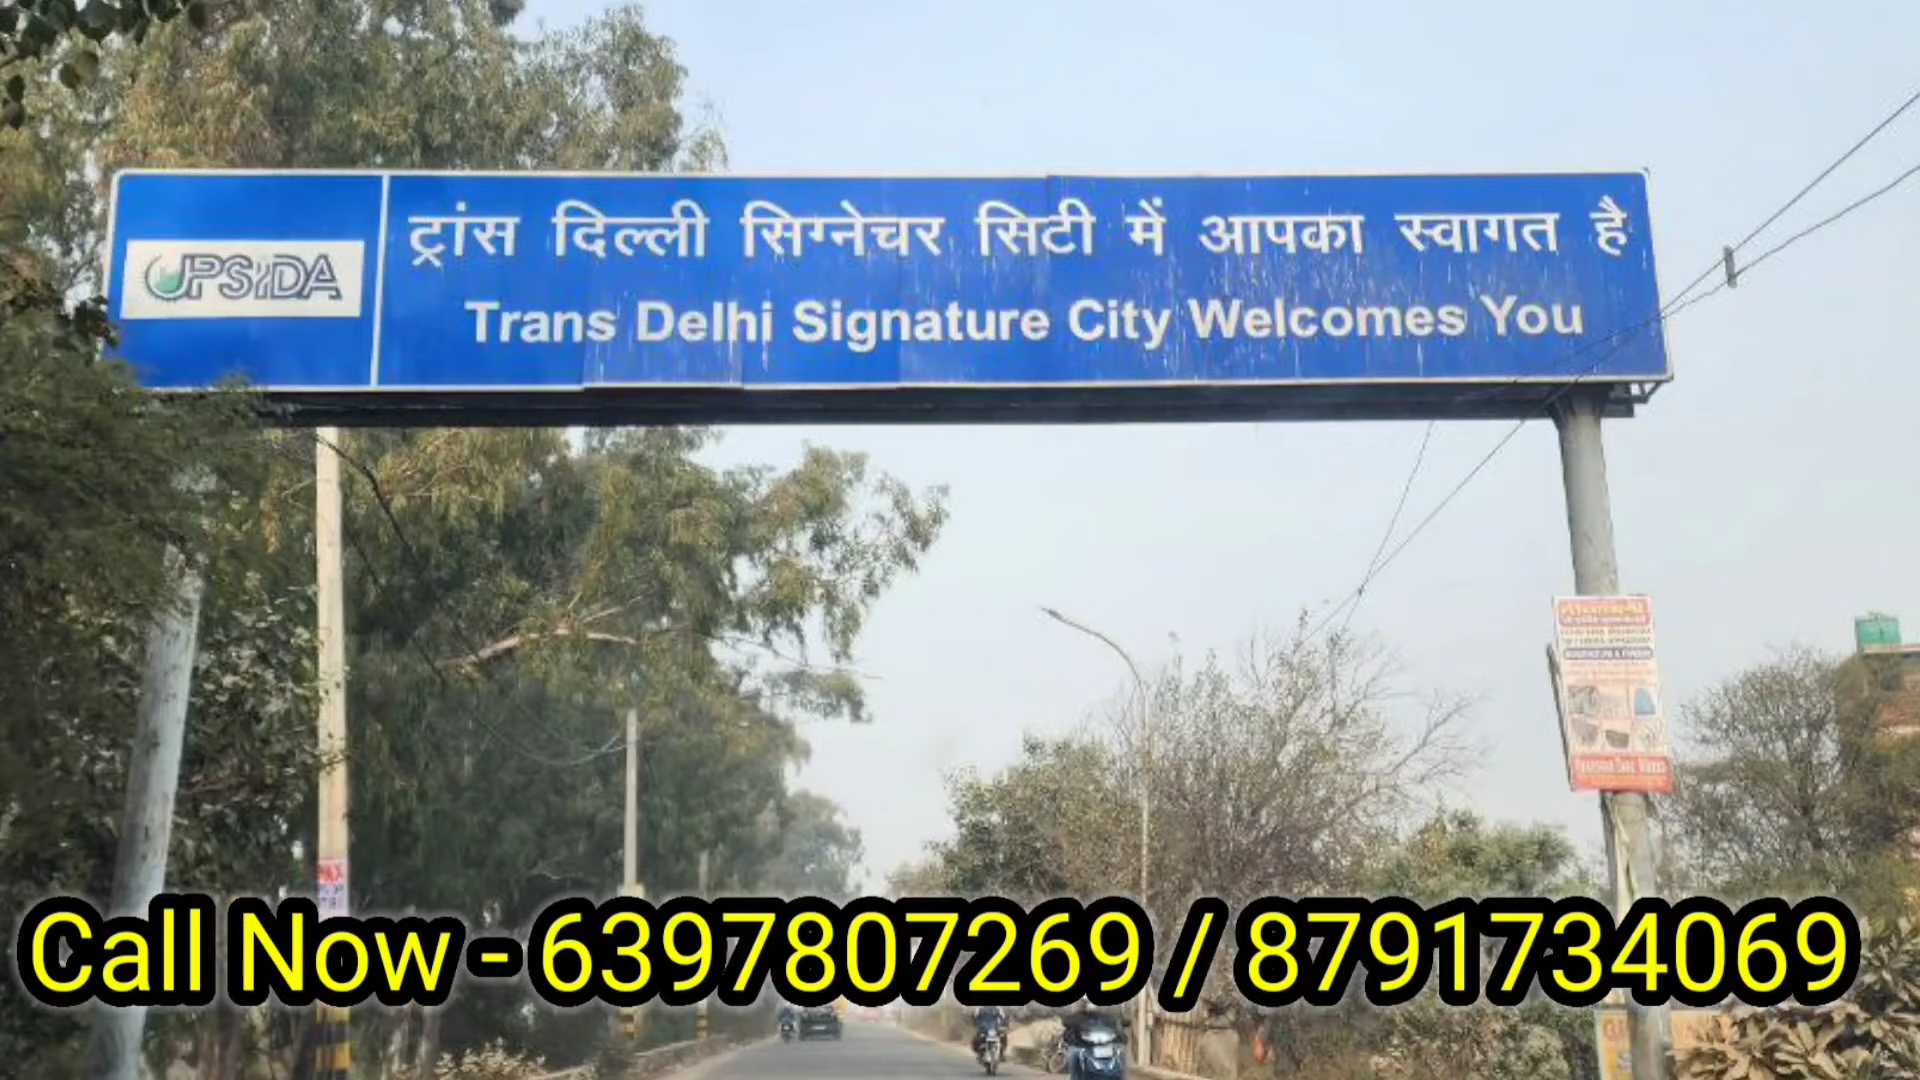 UPSIDA
ट्रांस दिल्ली सिग्नेचर सिटी में आपका स्वागत है
Trans Delhi Signature City Welcomes You
Call Now - 6397807269 / 8791734069